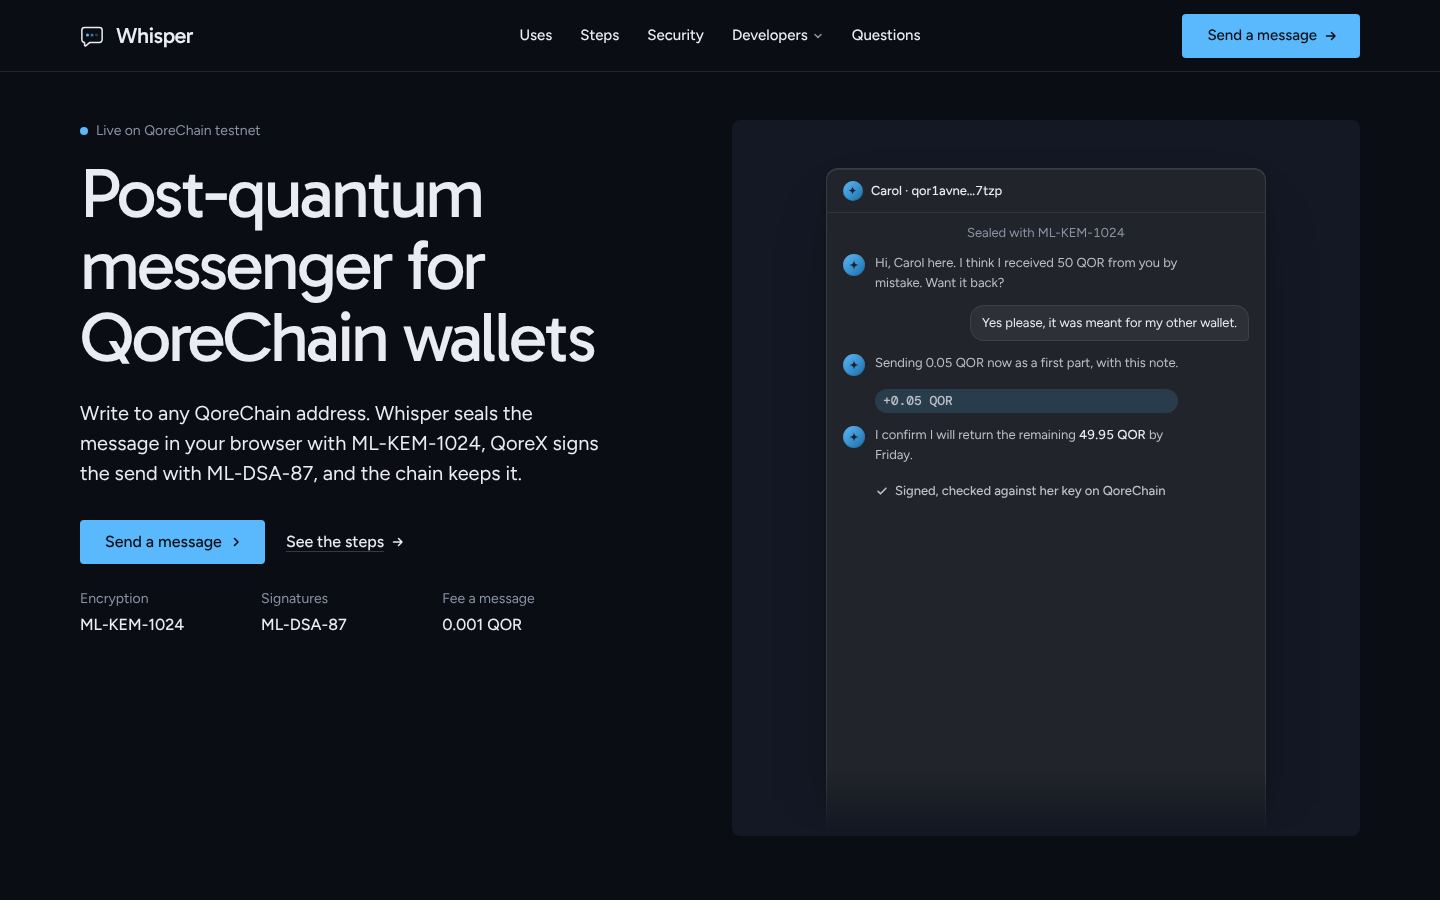 Whisper
Uses
Steps
Security
Developers
Questions
Send a message
Live on QoreChain testnet
Post-quantum
messenger for
QoreChain wallets
Write to any QoreChain address. Whisper seals the
message in your browser with ML-KEM-1024, QoreX signs
the send with ML-DSA-87, and the chain keeps it.
Send a message
See the steps
Encryption
ML-KEM-1024
Signatures
ML-DSA-87
Fee a message
0.001 QOR
Carol · qor1avne…7tzp
Sealed with ML-KEM-1024
Hi, Carol here. I think I received 50 QOR from you by
mistake. Want it back?
Yes please, it was meant for my other wallet.
Sending 0.05 QOR now as a first part, with this note.
+0.05 QOR
I confirm I will return the remaining 49.95 QOR by
Friday.
Signed, checked against her key on QoreChain